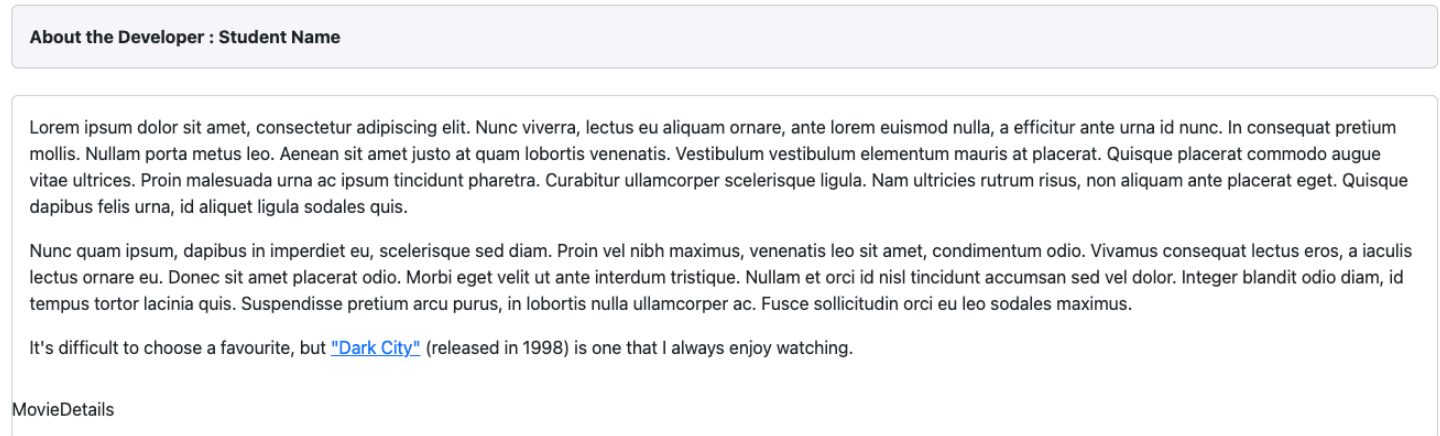 About the Developer : Student Name
Lorem ipsum dolor sit amet, consectetur adipiscing elit. Nunc viverra, lectus eu aliquam ornare, ante lorem euismod nulla, a efficitur ante urna id nunc. In consequat pretium
mollis. Nullam porta metus leo. Aenean sit amet justo at quam lobortis venenatis. Vestibulum vestibulum elementum mauris at placerat. Quisque placerat commodo augue
vitae ultrices. Proin malesuada urna ac ipsum tincidunt pharetra. Curabitur ullamcorper scelerisque ligula. Nam ultricies rutrum risus, non aliquam ante placerat eget. Quisque
dapibus felis urna, id aliquet ligula sodales quis.
Nunc quam ipsum, dapibus in imperdiet eu, scelerisque sed diam. Proin vel nibh maximus, venenatis leo sit amet, condimentum odio. Vivamus consequat lectus eros, a iaculis
lectus ornare eu. Donec sit amet placerat odio. Morbi eget velit ut ante interdum tristique. Nullam et orci id nisl tincidunt accumsan sed vel dolor. Integer blandit odio diam, id
tempus tortor lacinia quis. Suspendisse pretium arcu purus, in lobortis nulla ullamcorper ac. Fusce sollicitudin orci eu leo sodales maximus.
It's difficult to choose a favourite, but "Dark City" (released in 1998) is one that I always enjoy watching.
MovieDetails